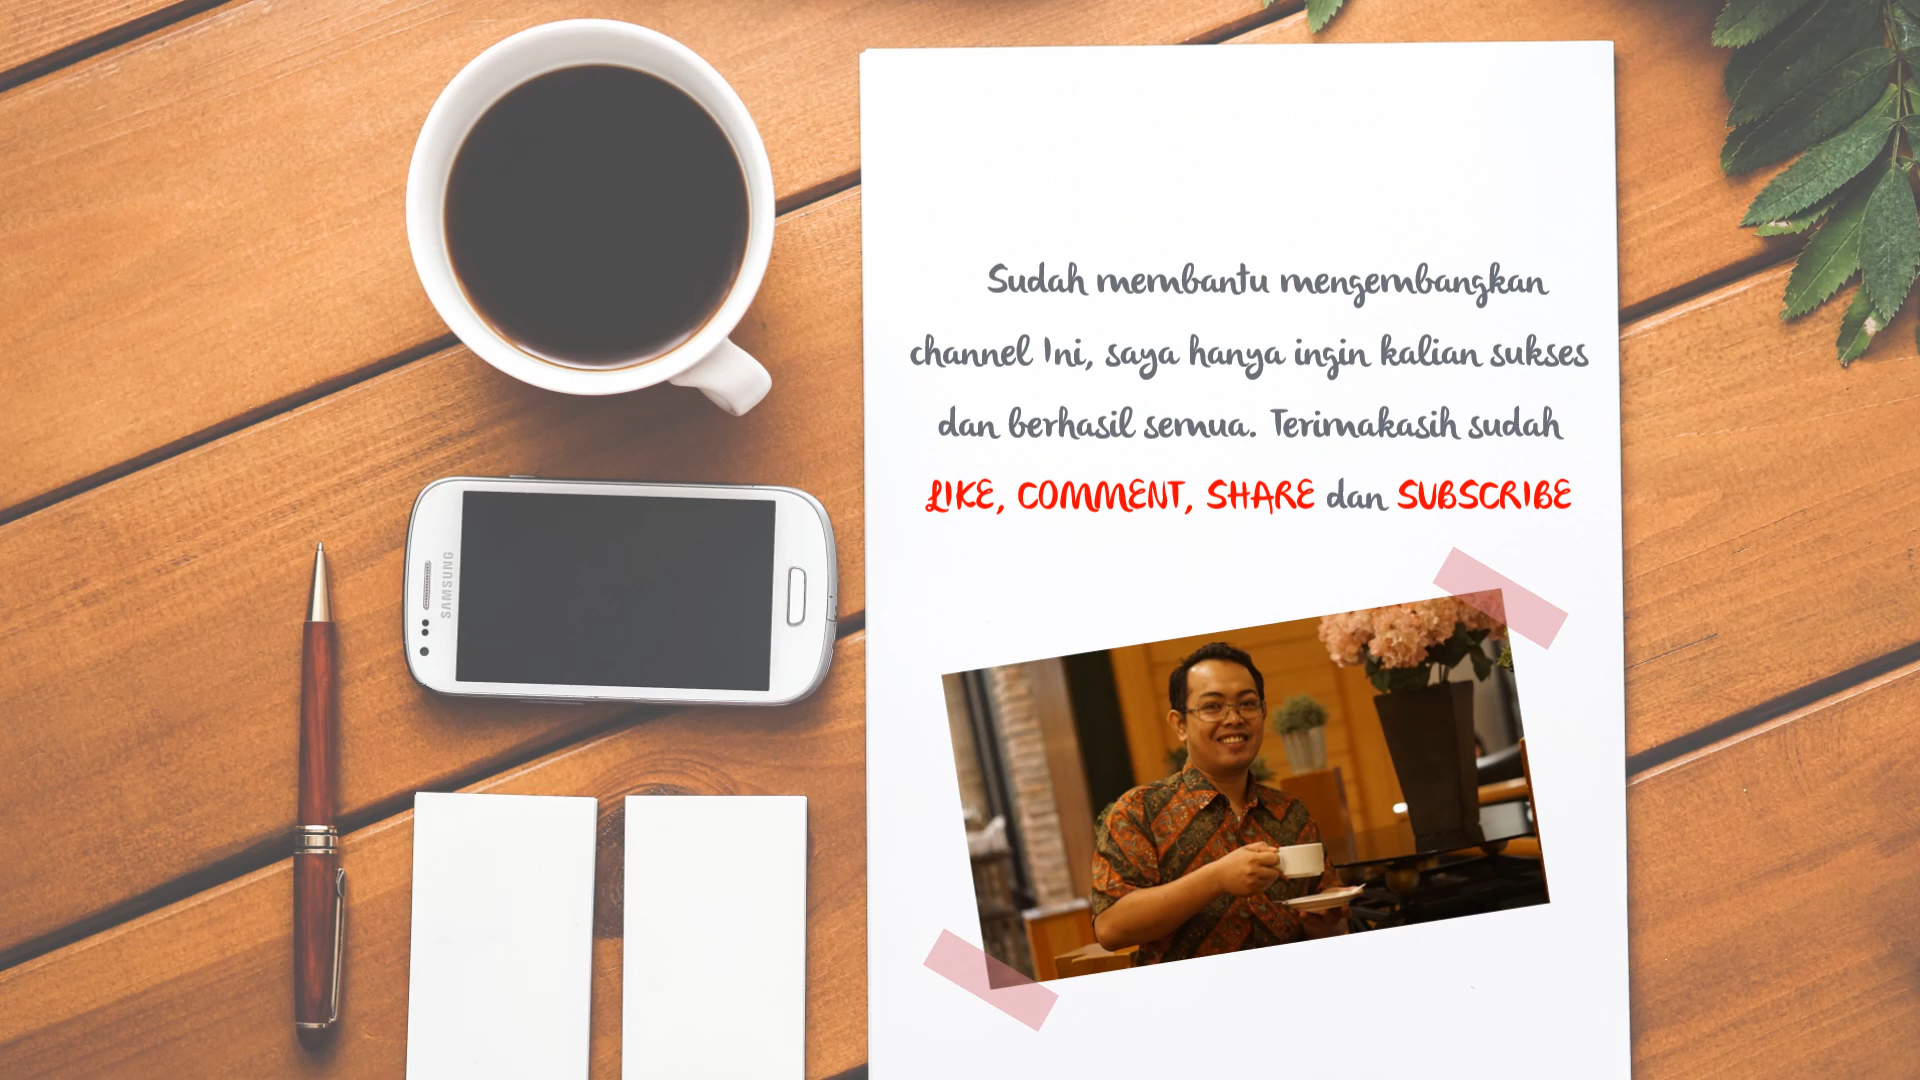 SAMSUNG
Sudah membantu mengembangkan
channel Ini, saya hanya ingin kalian sukses
dan berhasil semua. Terimakasih sudah
LIKE, COMMENT, SHARE dan SUBSCRIBE